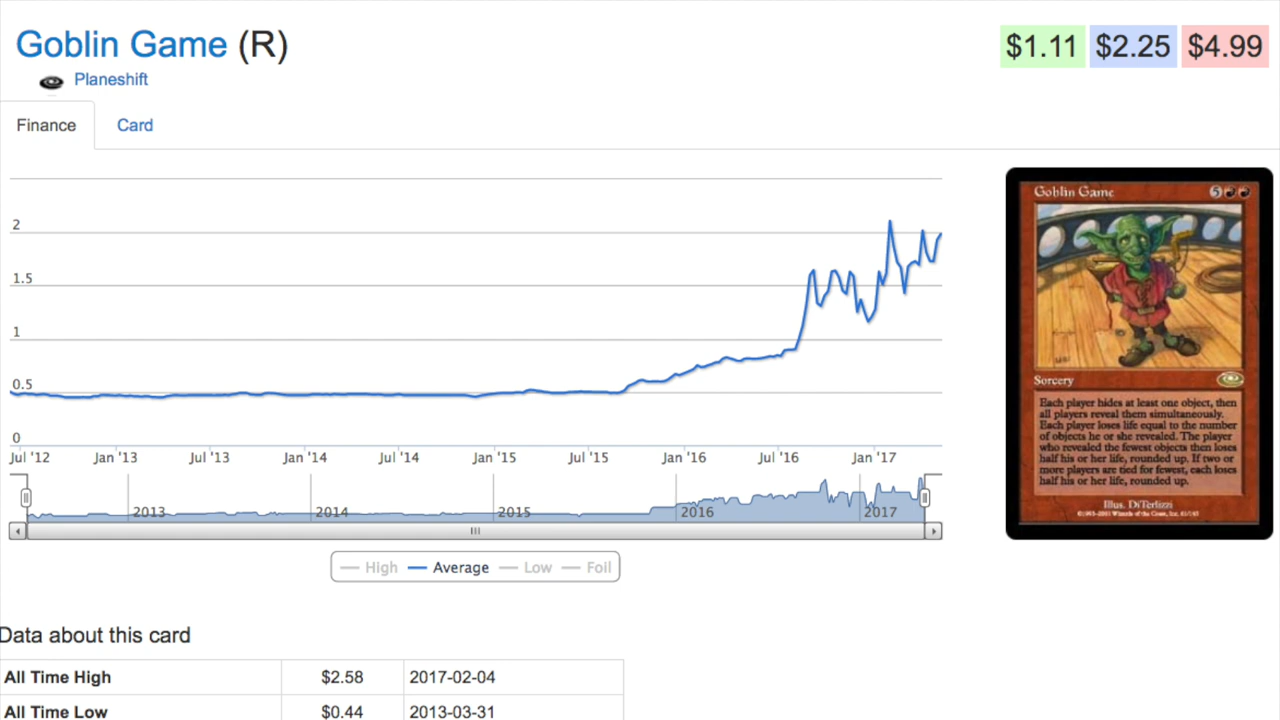 Goblin Game (R)
$1.11 $2.25 $4.99
Planeshift
Finance Card
2
1.5
1
0.5
0
Jul '12 Jan '13 Jul '13 Jan '14 Jul '14 Jan '15 Jul '15 Jan '16 Jul '16 Jan '17
2013 2014 2015 2016 2017
High Average Low Foil
Goblin Game 5
Sorcery
Each player hides at least one object, then
all players reveal them simultaneously.
Each player loses life equal to the number
of objects he or she revealed. The player
who revealed the fewest objects then loses
half his or her life, rounded up. If two or
more players are tied for fewest, each loses
half his or her life, rounded up.
Illus. DiTerlizzi
Data about this card
All Time High $2.58 2017-02-04
All Time Low $0.44 2013-03-31